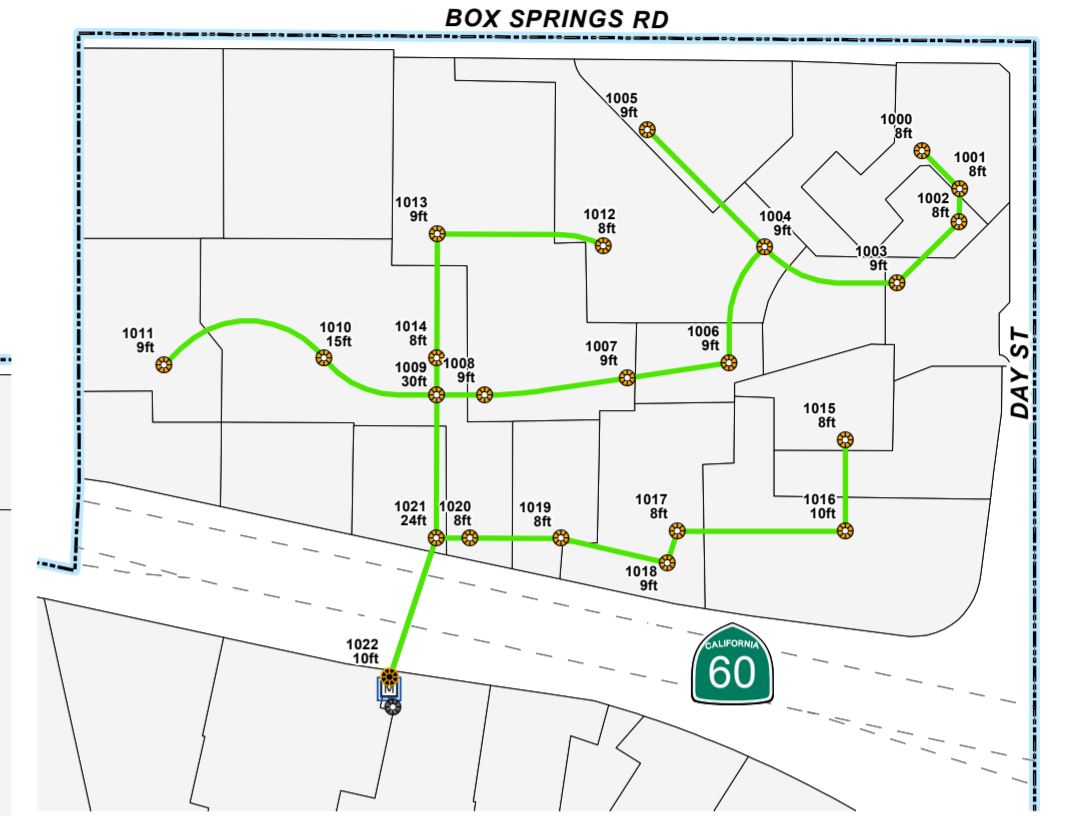 BOX SPRINGS RD
1005
9ft
1000
8ft
1001
8ft
1002
8ft
1013
9ft
1012
8ft
1004
9ft
1003
9ft
1011
9ft
1010
15ft
1014
8ft
1009
30ft
1008
9ft
1007
9ft
1006
9ft
DAY ST
1015
8ft
1021
24ft
1020
8ft
1019
8ft
1017
8ft
1016
10ft
1018
9ft
1022
10ft
M
CALIFORNIA
60